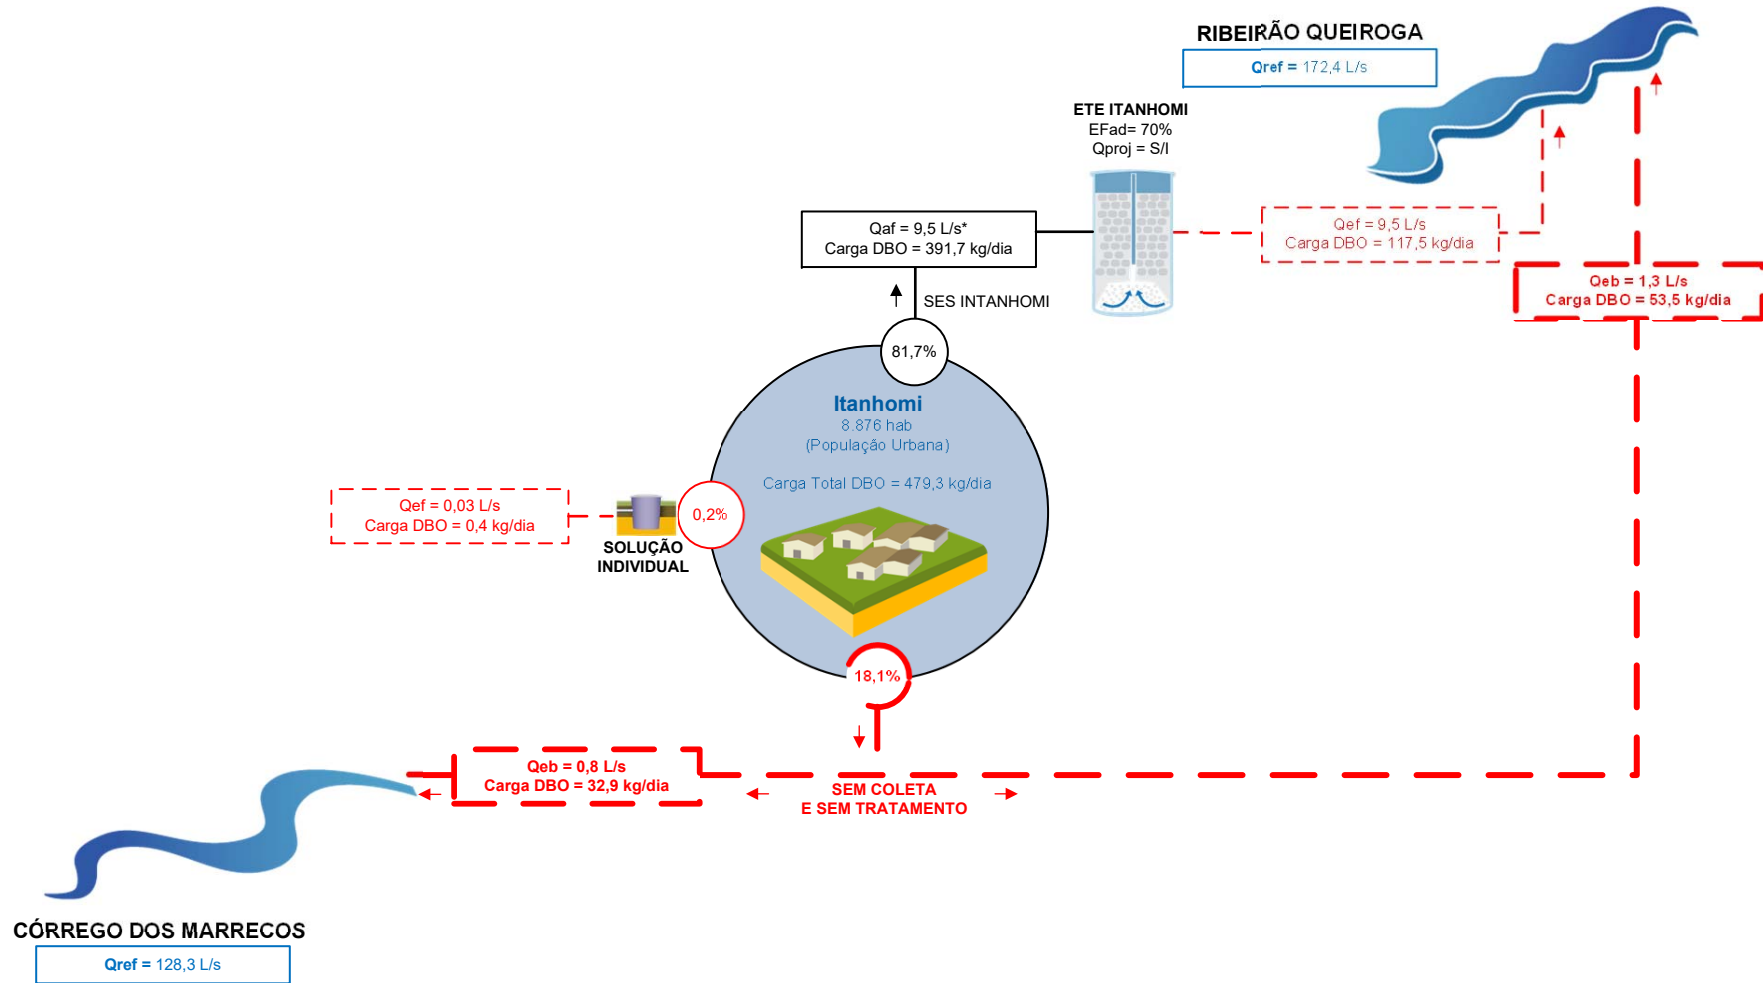 RIBEIRÃO QUEIROGA
Qref = 172,4 L/s
ETE ITANHOMI
EFad= 70%
Qproj = S/I
Qaf = 9,5 L/s*
Carga DBO = 391,7 kg/dia
Qef = 9,5 L/s
Carga DBO = 117,5 kg/dia
Qeb = 1,3 L/s
Carga DBO = 53,5 kg/dia
SES INTANHOMI
81,7%
Itanhomi
8.876 hab
(População Urbana)
Carga Total DBO = 479,3 kg/dia
Qef = 0,03 L/s
Carga DBO = 0,4 kg/dia
0,2%
SOLUÇÃO
INDIVIDUAL
18,1%
Qeb = 0,8 L/s
Carga DBO = 32,9 kg/dia
SEM COLETA
E SEM TRATAMENTO
CÓRREGO DOS MARRECOS
Qref = 128,3 L/s